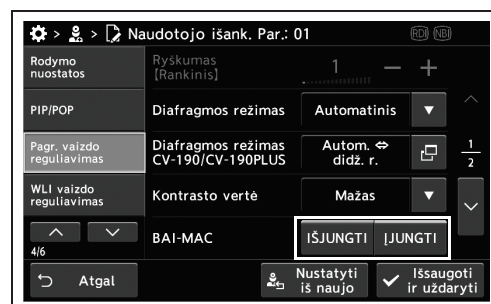 > > Naudotojo išank. Par.: 01 RDI NBI
Rodymo
nuostatos
Ryškumas
[Rankinis]
1
PIP/POP
Diafragmos režimas
Automatinis
Pagr. vaizdo
reguliavimas
Diafragmos režimas
CV-190/CV-190PLUS
Autom. ⇔
didž. r.
1
2
WLI vaizdo
reguliavimas
Kontrasto vertė
Mažas
4/6
BAI-MAC
IŠJUNGTI
ĮJUNGTI
Atgal
Nustatyti
iš naujo
Išsaugoti
ir uždaryti